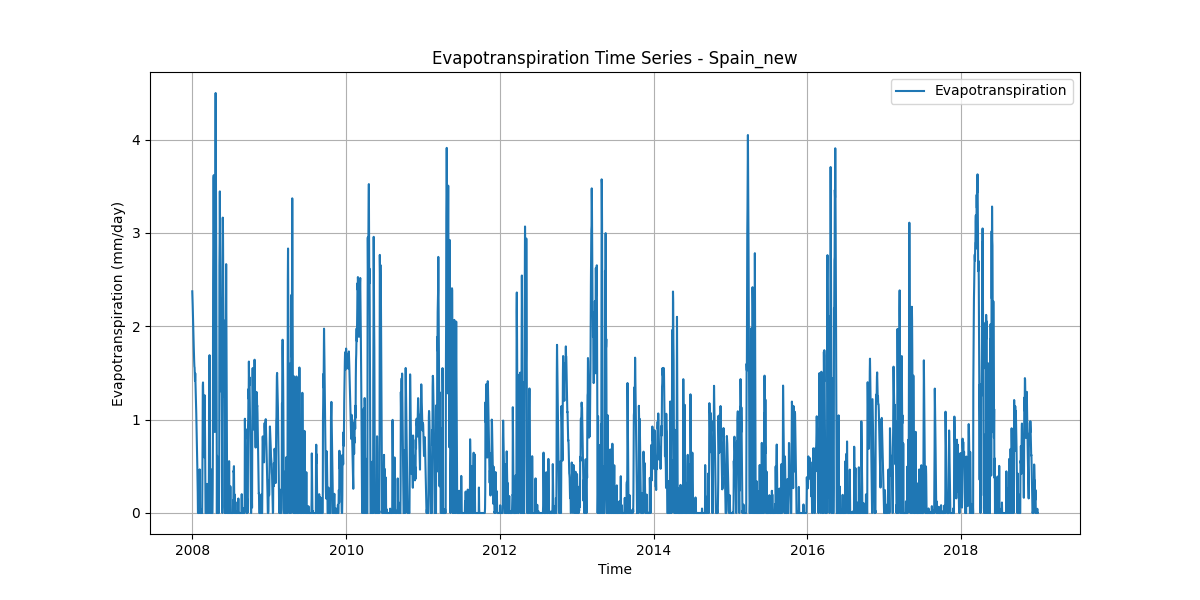 Evapotranspiration Time Series - Spain_new
Evapotranspiration
Evapotranspiration (mm/day)
4
3
2
1
0
2008 2010 2012 2014 2016 2018
Time